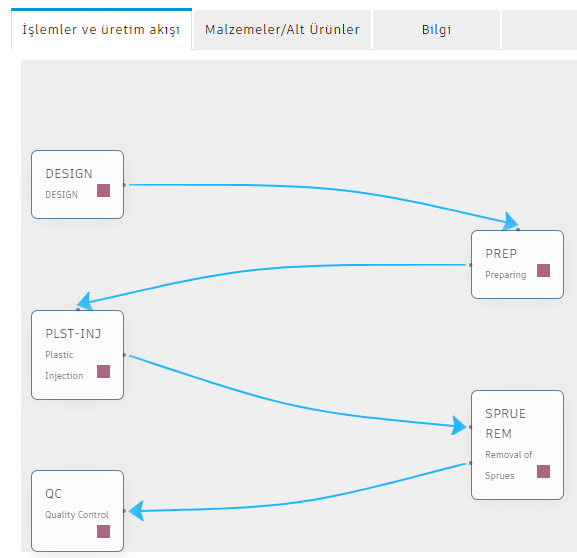 İşlemler ve üretim akışı
Malzemeler/Alt Ürünler
Bilgi
DESIGN
DESIGN
PREP
Preparing
PLST-INJ
Plastic
Injection
SPRUE
REM
Removal of
Sprues
QC
Quality Control